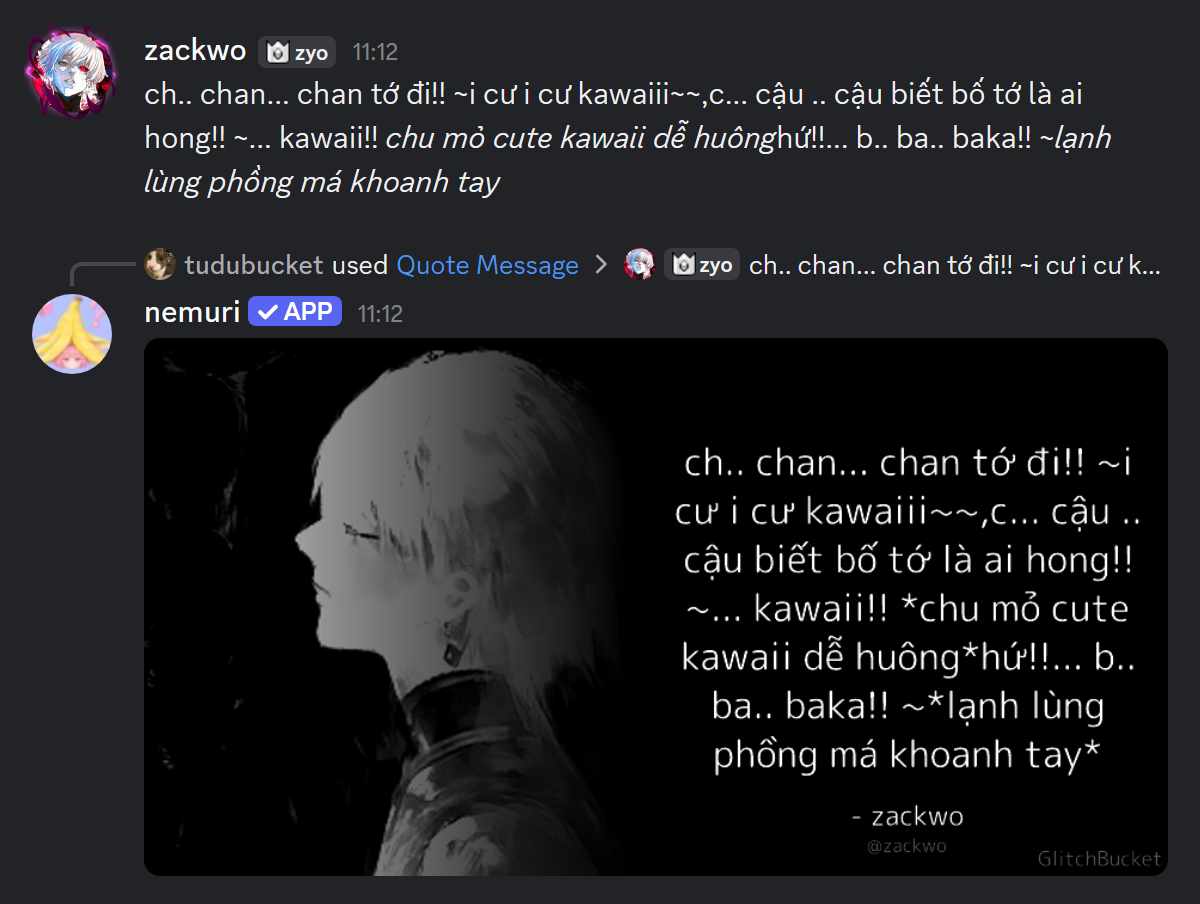 zackwo zyo 11:12
ch.. chan... chan tớ đi!! ~i cư i cư kawaiii~~,c... cậu .. cậu biết bố tớ là ai
hong!! ~... kawaii!! chu mỏ cute kawaii dễ huônghứ!!... b.. ba.. baka!! ~lạnh
lùng phồng má khoanh tay
tudubucket used Quote Message > zyo ch.. chan... chan tớ đi!! ~i cư i cư k...
nemuri ✓ APP 11:12
ch.. chan... chan tớ đi!! ~i
cư i cư kawaiii~~,c... cậu ..
cậu biết bố tớ là ai hong!!
~... kawaii!! *chu mỏ cute
kawaii dễ huông*hứ!!... b..
ba.. baka!! ~*lạnh lùng
phồng má khoanh tay*
- zackwo
@zackwo
GlitchBucket